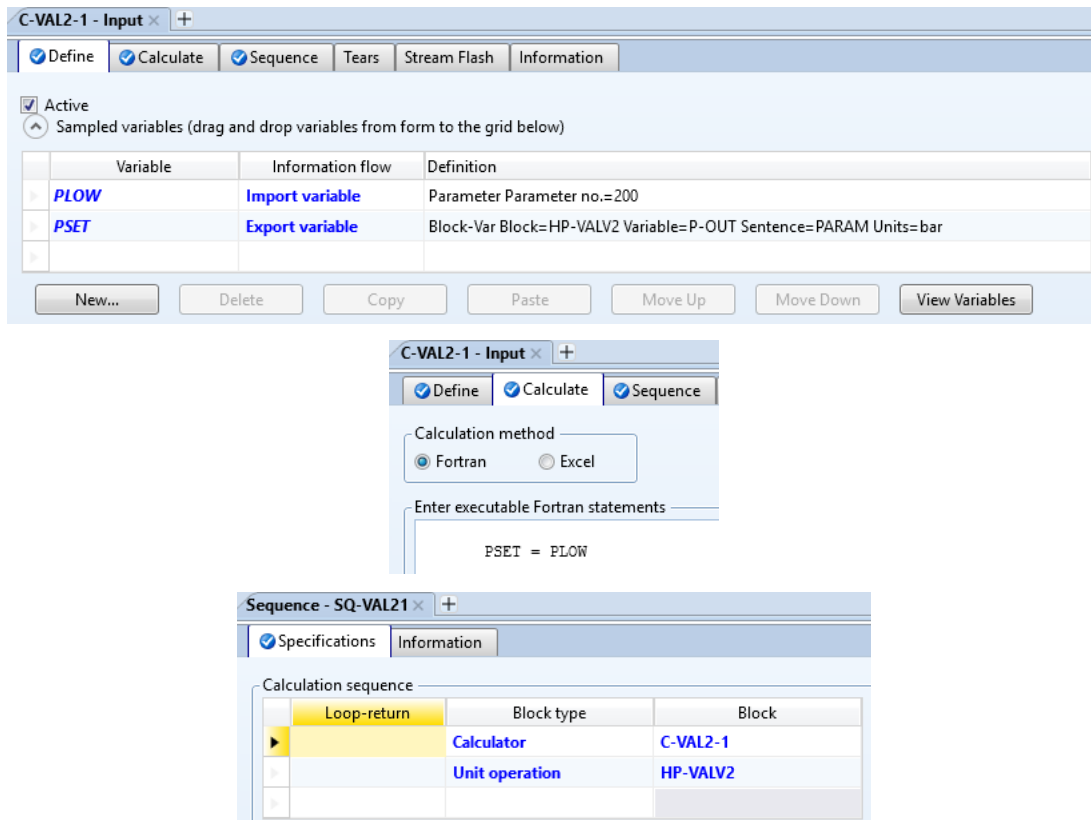 C-VAL2-1 - Input × +
Define Calculate Sequence Tears Stream Flash Information
Active
Sampled variables (drag and drop variables from form to the grid below)
Variable Information flow Definition
PLOW Import variable Parameter Parameter no.=200
PSET Export variable Block-Var Block=HP-VALV2 Variable=P-OUT Sentence=PARAM Units=bar
New... Delete Copy Paste Move Up Move Down View Variables
C-VAL2-1 - Input × +
Define Calculate Sequence
Calculation method
Fortran Excel
Enter executable Fortran statements
PSET = PLOW
Sequence - SQ-VAL21 × +
Specifications Information
Calculation sequence
Loop-return Block type Block
Calculator C-VAL2-1
Unit operation HP-VALV2